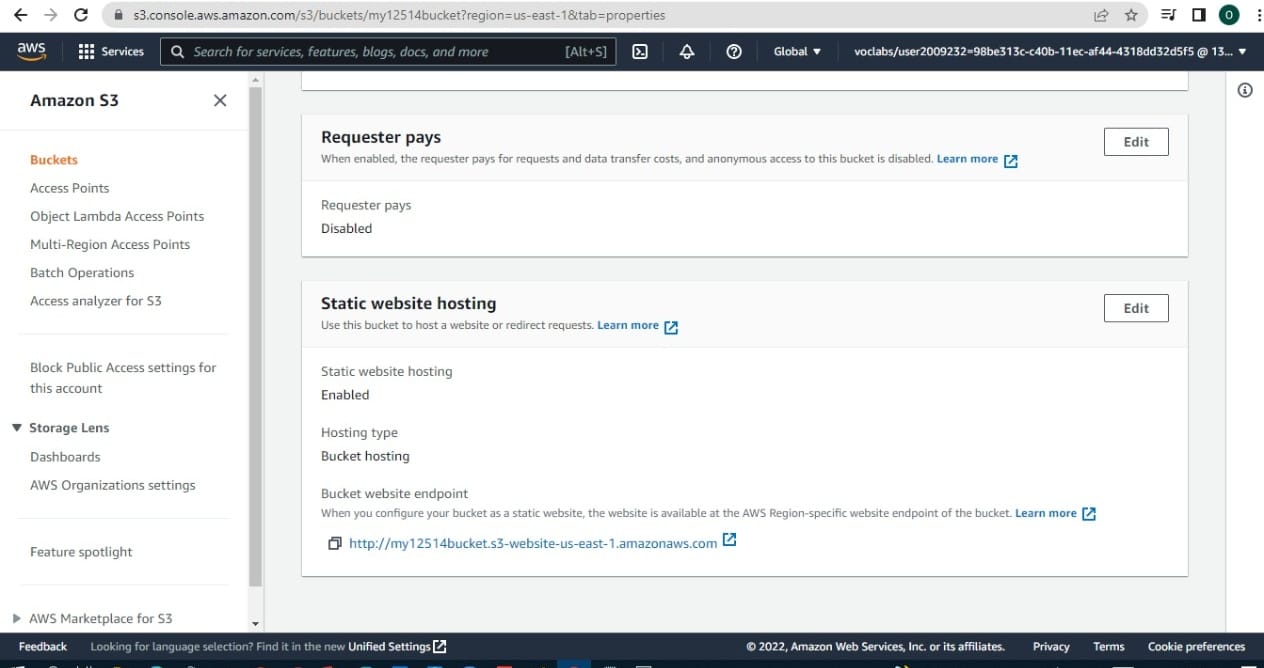 s3.console.aws.amazon.com/s3/buckets/my12514bucket?region=us-east-1&tab=properties
O
aws
Services
Search for services, features, blogs, docs, and more
[Alt+S]
Global
voclabs/user2009232=98be313c-c40b-11ec-af44-4318dd32d5f5 @ 13...
Amazon S3
Buckets
Access Points
Object Lambda Access Points
Multi-Region Access Points
Batch Operations
Access analyzer for S3
Block Public Access settings for
this account
Storage Lens
Dashboards
AWS Organizations settings
Feature spotlight
AWS Marketplace for S3
Requester pays
Edit
When enabled, the requester pays for requests and data transfer costs, and anonymous access to this bucket is disabled. Learn more
Requester pays
Disabled
Static website hosting
Edit
Use this bucket to host a website or redirect requests. Learn more
Static website hosting
Enabled
Hosting type
Bucket hosting
Bucket website endpoint
When you configure your bucket as a static website, the website is available at the AWS Region-specific website endpoint of the bucket. Learn more
http://my12514bucket.s3-website-us-east-1.amazonaws.com
Feedback
Looking for language selection? Find it in the new Unified Settings
© 2022, Amazon Web Services, Inc. or its affiliates.
Privacy
Terms
Cookie preferences